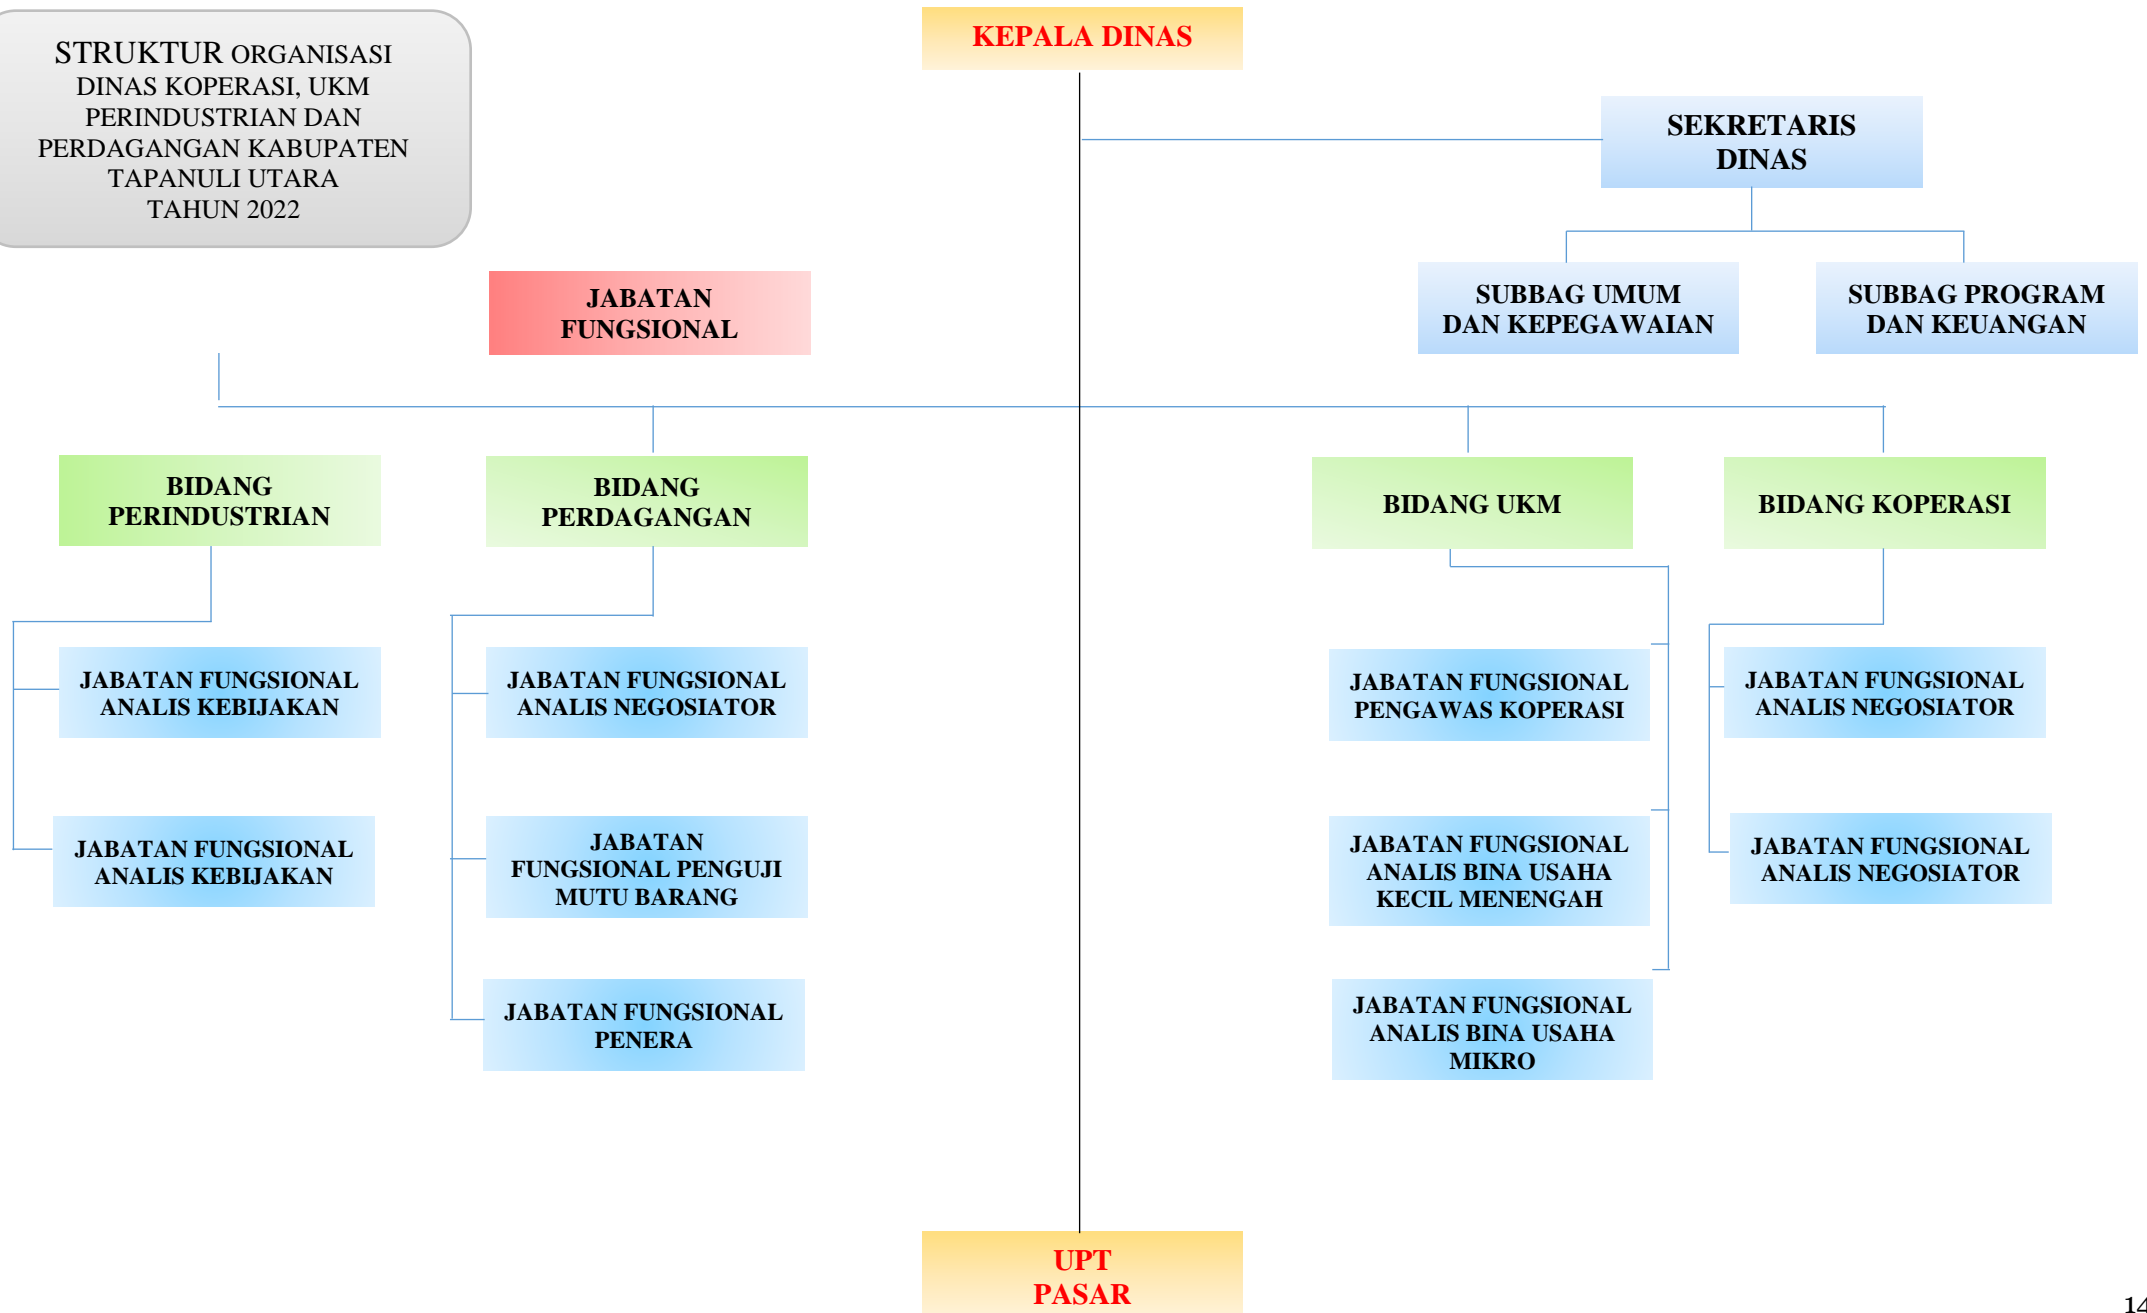 STRUKTUR ORGANISASI
DINAS KOPERASI, UKM
PERINDUSTRIAN DAN
PERDAGANGAN KABUPATEN
TAPANULI UTARA
TAHUN 2022
KEPALA DINAS
SEKRETARIS
DINAS
SUBBAG UMUM
DAN KEPEGAWAIAN
SUBBAG PROGRAM
DAN KEUANGAN
JABATAN
FUNGSIONAL
BIDANG
PERINDUSTRIAN
BIDANG
PERDAGANGAN
BIDANG UKM
BIDANG KOPERASI
JABATAN FUNGSIONAL
ANALIS KEBIJAKAN
JABATAN FUNGSIONAL
ANALIS NEGOSIATOR
JABATAN FUNGSIONAL
PENGAWAS KOPERASI
JABATAN FUNGSIONAL
ANALIS NEGOSIATOR
JABATAN FUNGSIONAL
ANALIS KEBIJAKAN
JABATAN
FUNGSIONAL PENGUJI
MUTU BARANG
JABATAN FUNGSIONAL
ANALIS BINA USAHA
KECIL MENENGAH
JABATAN FUNGSIONAL
ANALIS NEGOSIATOR
JABATAN FUNGSIONAL
PENERA
JABATAN FUNGSIONAL
ANALIS BINA USAHA
MIKRO
UPT
PASAR
14